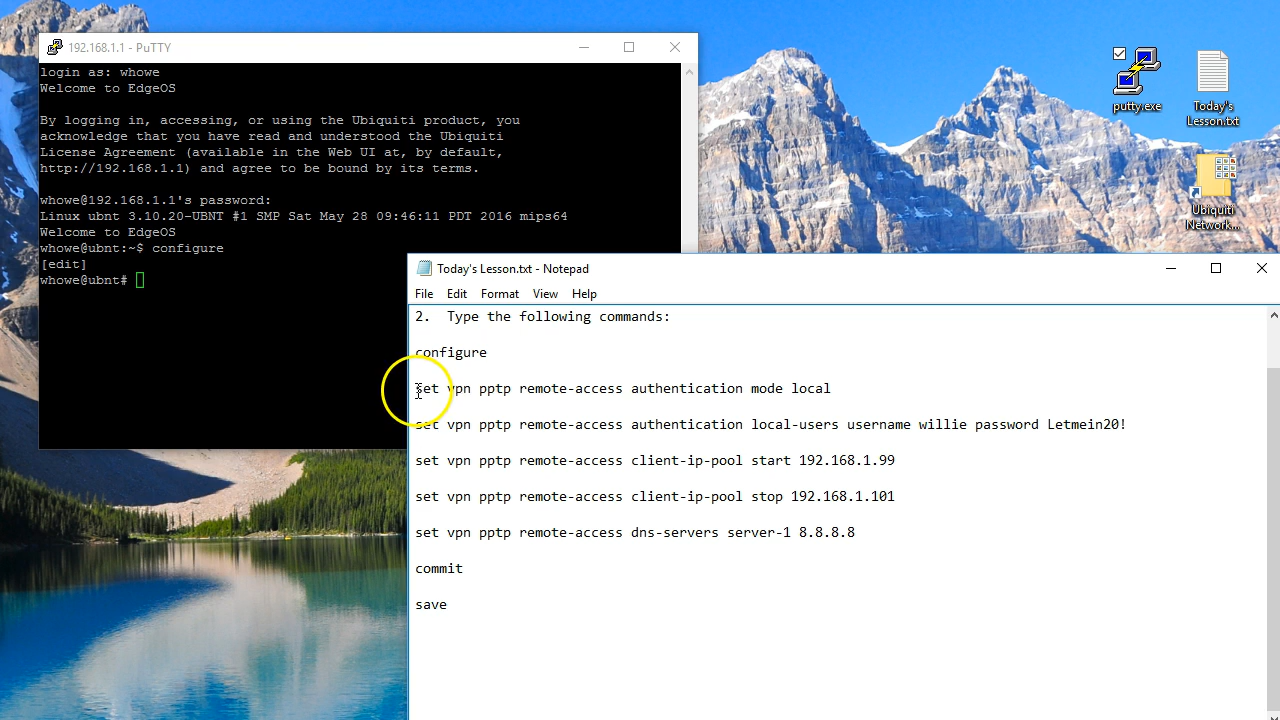 192.168.1.1 - PuTTY
login as: whowe
Welcome to EdgeOS
By logging in, accessing, or using the Ubiquiti product, you
acknowledge that you have read and understood the Ubiquiti
License Agreement (available in the Web UI at, by default,
http://192.168.1.1) and agree to be bound by its terms.
whowe@192.168.1.1's password:
Linux ubnt 3.10.20-UBNT #1 SMP Sat May 28 09:46:11 PDT 2016 mips64
Welcome to EdgeOS
whowe@ubnt:~$ configure
[edit]
whowe@ubnt#
putty.exe
Today's
Lesson.txt
Ubiquiti
Network...
Today's Lesson.txt - Notepad
File Edit Format View Help
2. Type the following commands:
configure
set vpn pptp remote-access authentication mode local
set vpn pptp remote-access authentication local-users username willie password Letmein20!
set vpn pptp remote-access client-ip-pool start 192.168.1.99
set vpn pptp remote-access client-ip-pool stop 192.168.1.101
set vpn pptp remote-access dns-servers server-1 8.8.8.8
commit
save